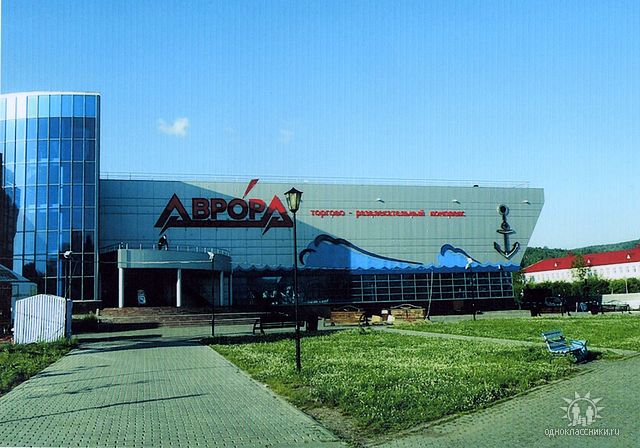 АВРОРА
торгово - развлекательный комплекс
одноклассники.ru